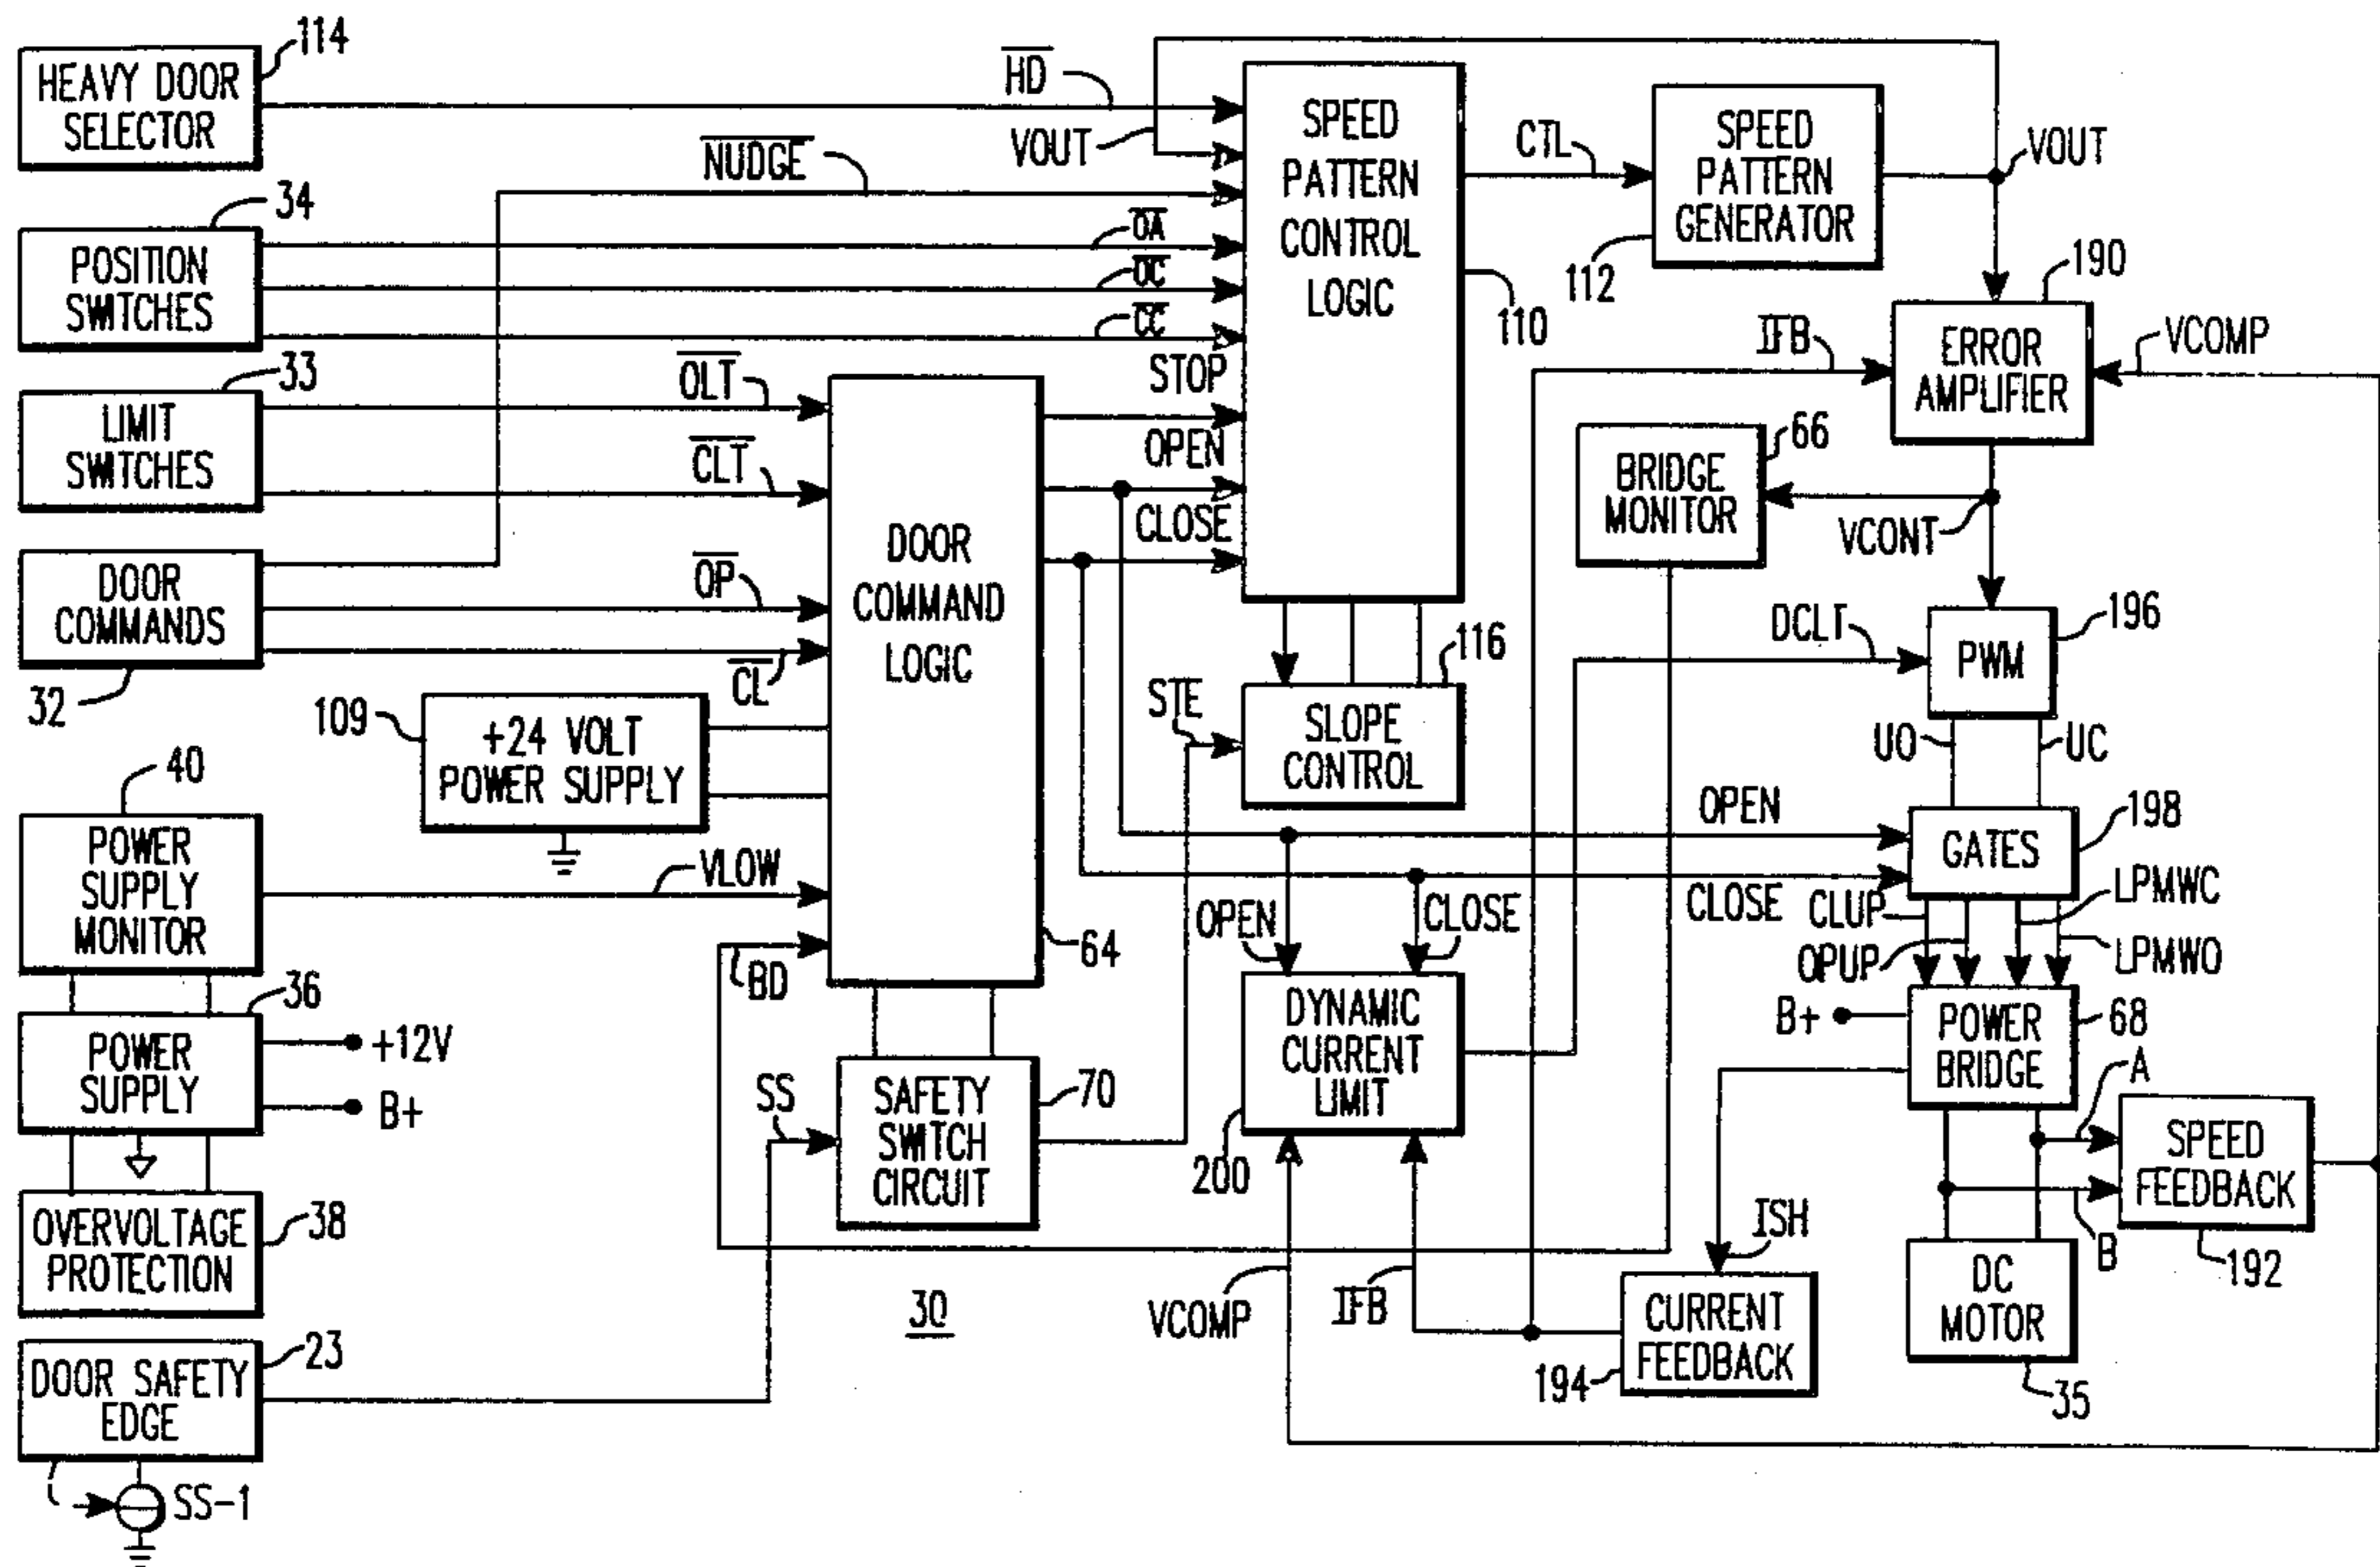 HEAVY DOOR
SELECTOR
114
HD
VOUT
NUDGE
SPEED
PATTERN
CONTROL
LOGIC
110
CTL
SPEED
PATTERN
GENERATOR
112
VOUT
POSITION
SWITCHES
34
OA
OC
CC
STOP
OPEN
CLOSE
LIMIT
SWITCHES
33
OLT
CLT
DOOR
COMMANDS
32
OP
CL
DOOR
COMMAND
LOGIC
64
ERROR
AMPLIFIER
190
IFB
VCOMP
BRIDGE
MONITOR
66
VCONT
PWM
196
DCLT
UO
UC
109
+24 VOLT
POWER SUPPLY
SLOPE
CONTROL
116
STE
POWER
SUPPLY
MONITOR
40
VLOW
BD
OPEN
CLOSE
GATES
198
CLUP
OPUP
LPMWC
LPMWO
OPEN
CLOSE
DYNAMIC
CURRENT
LIMIT
200
POWER
SUPPLY
36
+12V
B+
B+
POWER
BRIDGE
68
A
B
SPEED
FEEDBACK
192
SS
SAFETY
SWITCH
CIRCUIT
70
OVERVOLTAGE
PROTECTION
38
ISH
DC
MOTOR
35
30
VCOMP
IFB
CURRENT
FEEDBACK
194
DOOR SAFETY
EDGE
23
SS-1